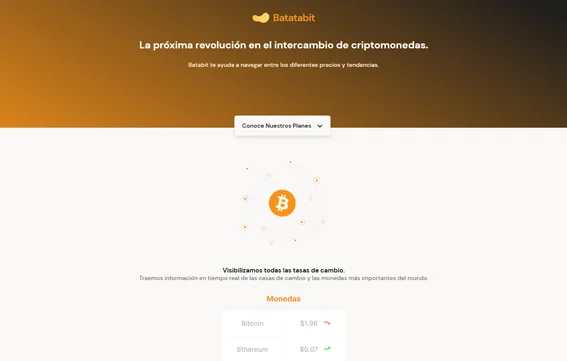 Batatabit
La próxima revolución en el intercambio de criptomonedas.
Batabit te ayuda a navegar entre los diferentes precios y tendencias.
Conoce Nuestros Planes
Visibilizamos todas las tasas de cambio.
Traemos información en tiempo real de las casas de cambio y las monedas más importantes del mundo.
Monedas
Bitcoin $1.96
Ethereum $0.07